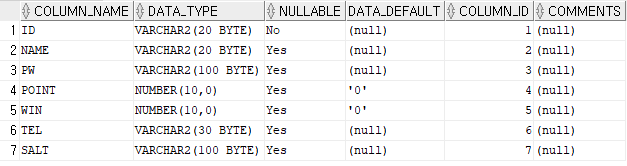 COLUMN_NAME DATA_TYPE NULLABLE DATA_DEFAULT COLUMN_ID COMMENTS
1 ID VARCHAR2(20 BYTE) No (null) 1 (null)
2 NAME VARCHAR2(20 BYTE) Yes (null) 2 (null)
3 PW VARCHAR2(100 BYTE) Yes (null) 3 (null)
4 POINT NUMBER(10,0) Yes '0' 4 (null)
5 WIN NUMBER(10,0) Yes '0' 5 (null)
6 TEL VARCHAR2(30 BYTE) Yes (null) 6 (null)
7 SALT VARCHAR2(100 BYTE) Yes (null) 7 (null)